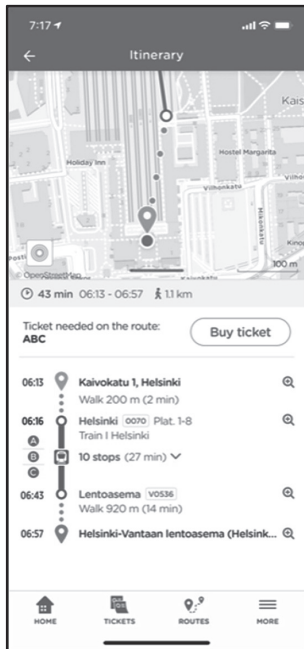 7:17
Itinerary
Kais
Holiday Inn
Hostel Margarita
Vilhonkatu
Vilhonkatu
Mikonkatu
Kaivokatu
© OpenStreetMap
100 m
43 min 06:13 - 06:57 1.1 km
Ticket needed on the route:
ABC
Buy ticket
06:13 Kaivokatu 1, Helsinki
Walk 200 m (2 min)
06:16 Helsinki 0070 Plat. 1-8
A Train I Helsinki
B 10 stops (27 min)
C
06:43 Lentoasema V0536
Walk 920 m (14 min)
06:57 Helsinki-Vantaan lentoasema (Helsink...
HOME TICKETS ROUTES MORE